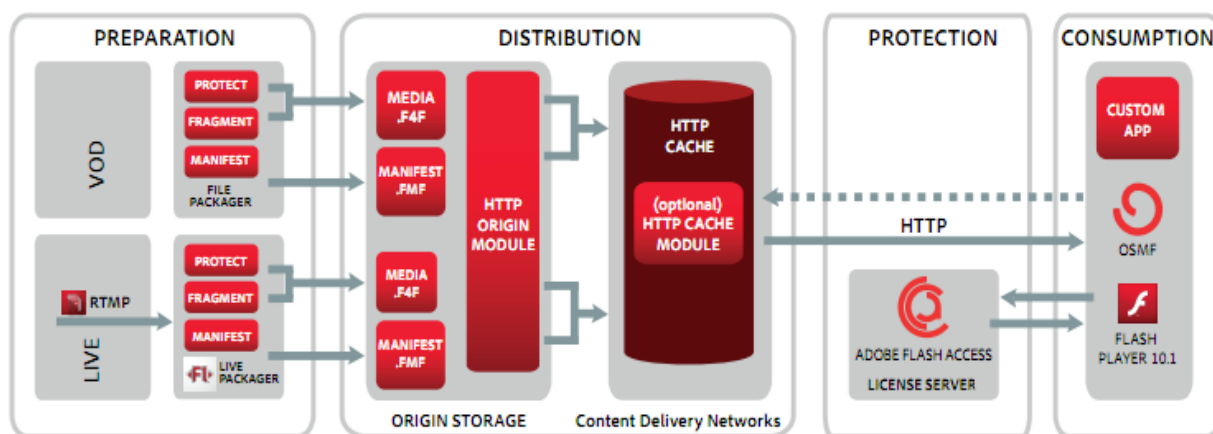 PREPARATION
VOD
PROTECT
FRAGMENT
MANIFEST
FILE
PACKAGER
RTMP
LIVE
PROTECT
FRAGMENT
MANIFEST
Fl
LIVE
PACKAGER
DISTRIBUTION
MEDIA
.F4F
MANIFEST
.FMF
MEDIA
.F4F
MANIFEST
.FMF
HTTP
ORIGIN
MODULE
ORIGIN STORAGE
HTTP
CACHE
(optional)
HTTP CACHE
MODULE
Content Delivery Networks
PROTECTION
HTTP
ADOBE FLASH ACCESS
LICENSE SERVER
CONSUMPTION
CUSTOM
APP
OSMF
f
FLASH
PLAYER 10.1